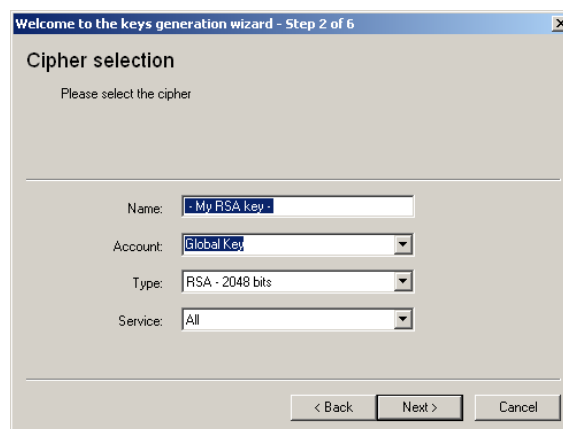 Welcome to the keys generation wizard - Step 2 of 6
Cipher selection
Please select the cipher
Name: - My RSA key -
Account: Global Key
Type: RSA - 2048 bits
Service: All
< Back Next > Cancel